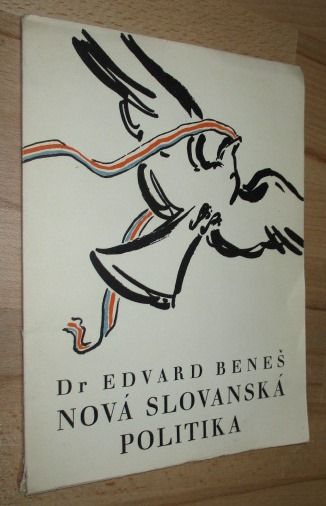 Dr EDVARD BENEŠ
NOVÁ SLOVANSKÁ
POLITIKA